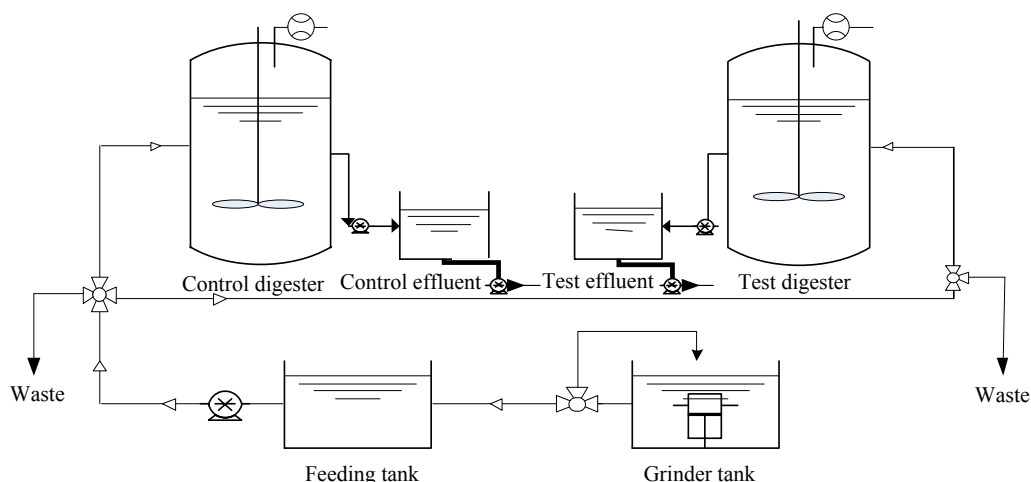 Control digester
Control effluent
Test effluent
Test digester
Waste
Waste
Feeding tank
Grinder tank